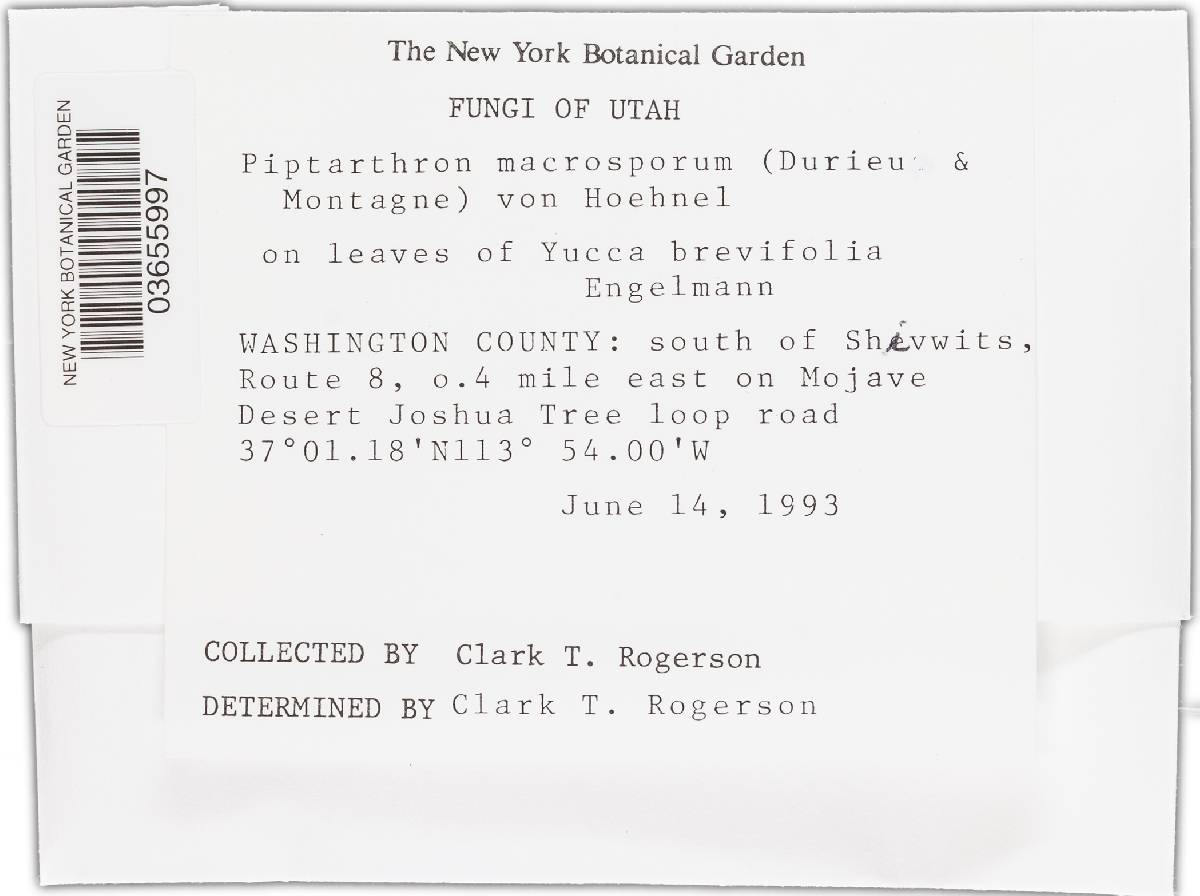 The New York Botanical Garden
FUNGI OF UTAH
Piptarthron macrosporum (Durieu &
Montagne) von Hoehnel
on leaves of Yucca brevifolia
Engelmann
WASHINGTON COUNTY: south of Shivwits,
Route 8, o.4 mile east on Mojave
Desert Joshua Tree loop road
37°01.18'N113° 54.00'W
June 14, 1993
COLLECTED BY Clark T. Rogerson
DETERMINED BY Clark T. Rogerson
NEW YORK BOTANICAL GARDEN
03655997